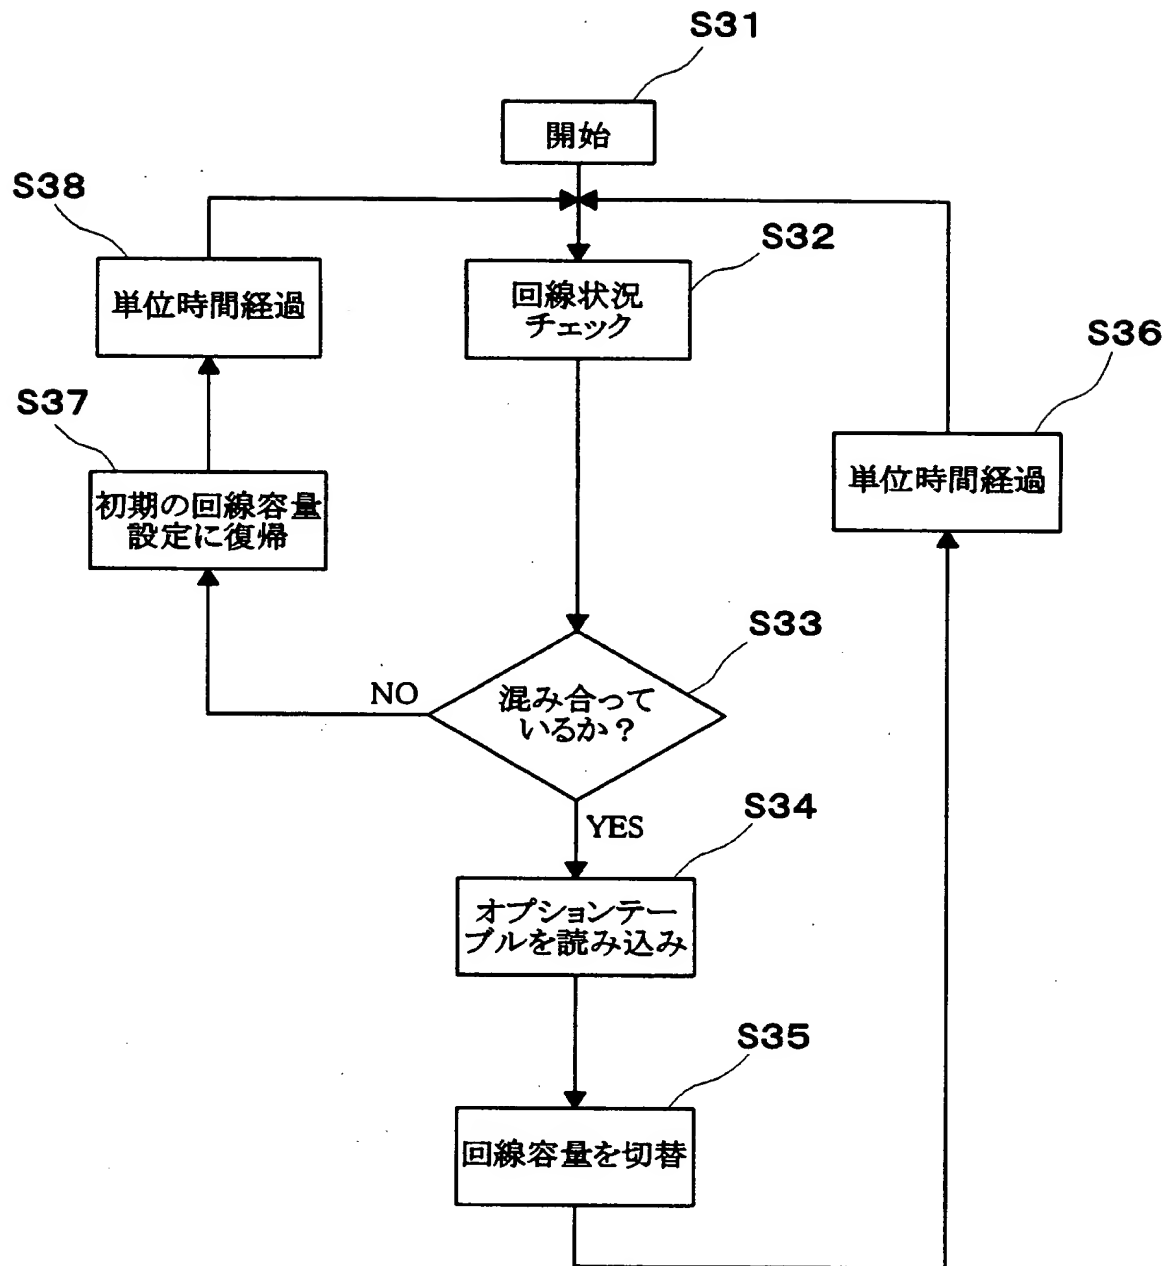 S31
開始
S38
単位時間経過
S32
回線状況
チェック
S36
単位時間経過
S37
初期の回線容量
設定に復帰
S33
混み合って
いるか？
NO
YES
S34
オプションテー
ブルを読み込み
S35
回線容量を切替